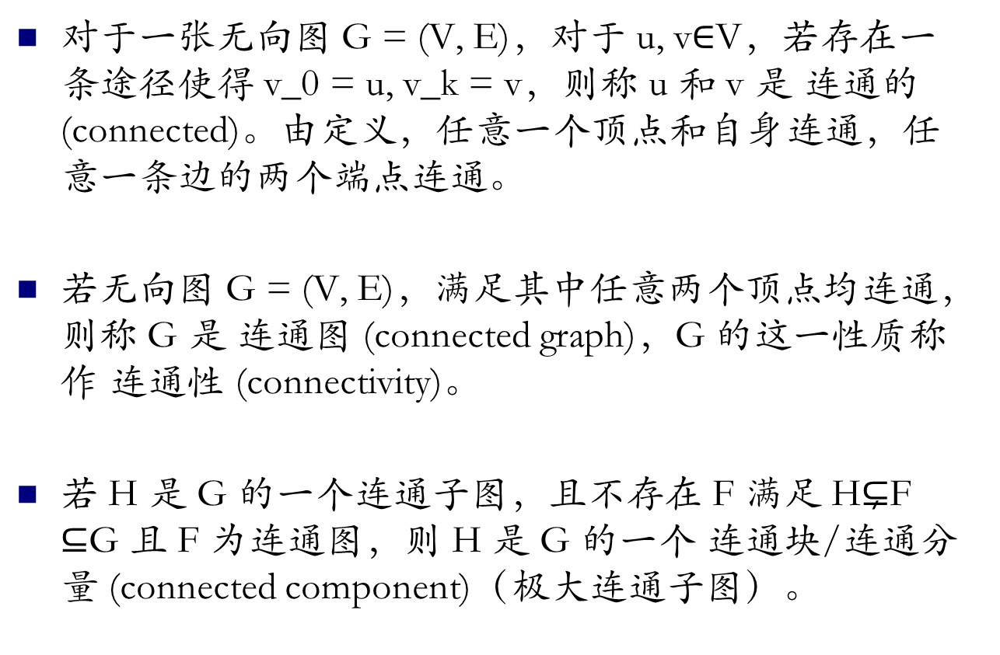 ■ 对于一张无向图 G = (V, E)，对于 u, v∈V，若存在一
条途径使得 v_0 = u, v_k = v，则称 u 和 v 是 连通的
(connected)。由定义，任意一个顶点和自身连通，任
意一条边的两个端点连通。
■ 若无向图 G = (V, E)，满足其中任意两个顶点均连通，
则称 G 是 连通图 (connected graph)，G 的这一性质称
作 连通性 (connectivity)。
■ 若 H 是 G 的一个连通子图，且不存在 F 满足 H⊊F
⊆G 且 F 为连通图，则 H 是 G 的一个 连通块/连通分
量 (connected component)（极大连通子图）。